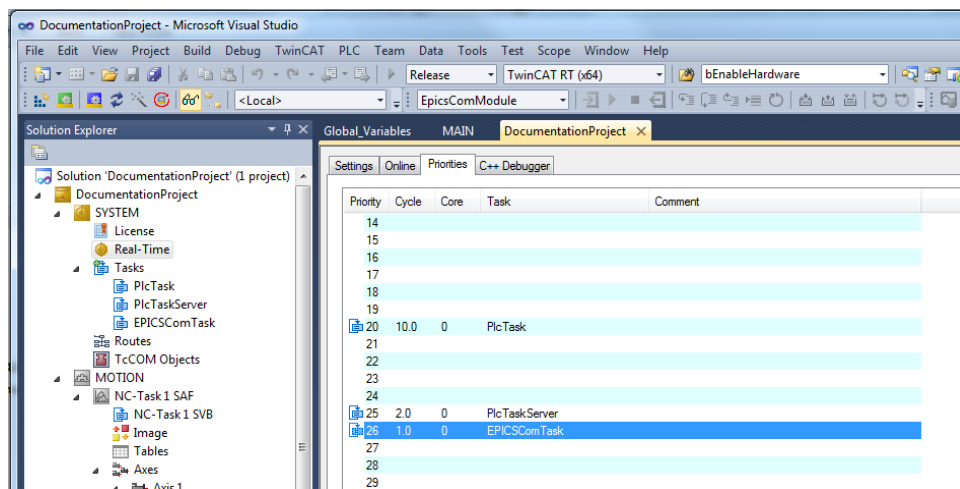 DocumentationProject - Microsoft Visual Studio
File Edit View Project Build Debug TwinCAT PLC Team Data Tools Test Scope Window Help
Release TwinCAT RT (x64) bEnableHardware
<Local> EpicsComModule
Solution Explorer
Global_Variables MAIN DocumentationProject
Solution 'DocumentationProject' (1 project)
DocumentationProject
SYSTEM
License
Real-Time
Tasks
PlcTask
PlcTaskServer
EPICSComTask
Routes
TcCOM Objects
MOTION
NC-Task 1 SAF
NC-Task 1 SVB
Image
Tables
Axes
Axis 1
Settings Online Priorities C++ Debugger
Priority Cycle Core Task Comment
14
15
16
17
18
19
20 10.0 0 PlcTask
21
22
23
24
25 2.0 0 PlcTaskServer
26 1.0 0 EPICSComTask
27
28
29